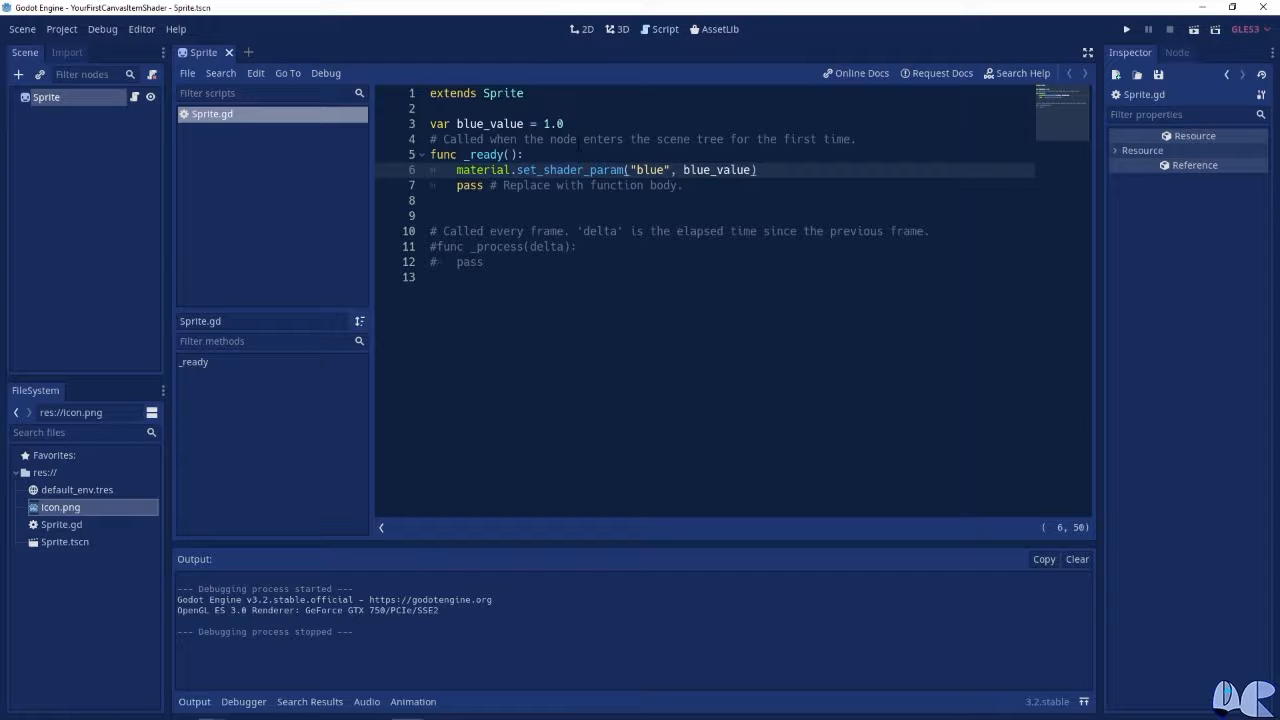 Godot Engine - YourFirstCanvasItemShader - Sprite.tscn
Scene Project Debug Editor Help
2D 3D Script AssetLib
GLES3
Scene Import
Filter nodes
Sprite
FileSystem
res://icon.png
Search files
Favorites:
res://
default_env.tres
icon.png
Sprite.gd
Sprite.tscn
Sprite
File Search Edit Go To Debug
Online Docs Request Docs Search Help
Filter scripts
Sprite.gd
Sprite.gd
Filter methods
_ready
1 extends Sprite
2
3 var blue_value = 1.0
4 # Called when the node enters the scene tree for the first time.
5 func _ready():
6 material.set_shader_param("blue", blue_value)
7 pass # Replace with function body.
8
9
10 # Called every frame. 'delta' is the elapsed time since the previous frame.
11 #func _process(delta):
12 # pass
13
( 6, 50)
Output:
Copy Clear
--- Debugging process started ---
Godot Engine v3.2.stable.official - https://godotengine.org
OpenGL ES 3.0 Renderer: GeForce GTX 750/PCIe/SSE2
--- Debugging process stopped ---
Output Debugger Search Results Audio Animation
3.2.stable
Inspector Node
Sprite.gd
Filter properties
Resource
Resource
Reference
DR